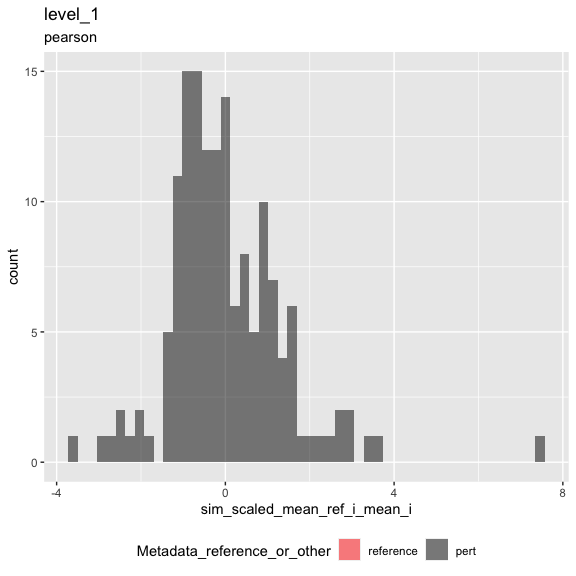 level_1
pearson
15
10
5
0
count
-4 0 4 8
sim_scaled_mean_ref_i_mean_i
Metadata_reference_or_other reference pert